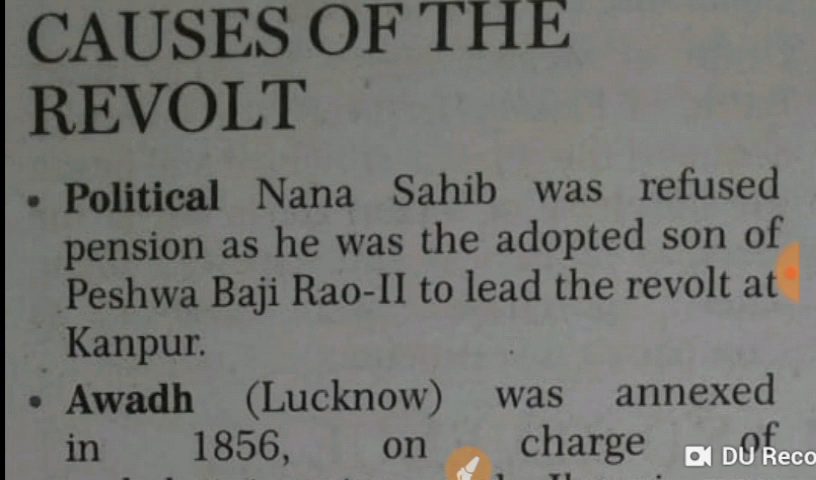 CAUSES OF THE
REVOLT
• Political Nana Sahib was refused
pension as he was the adopted son of
Peshwa Baji Rao-II to lead the revolt at
Kanpur.
• Awadh (Lucknow) was annexed
in 1856, on charge of
DU Reco